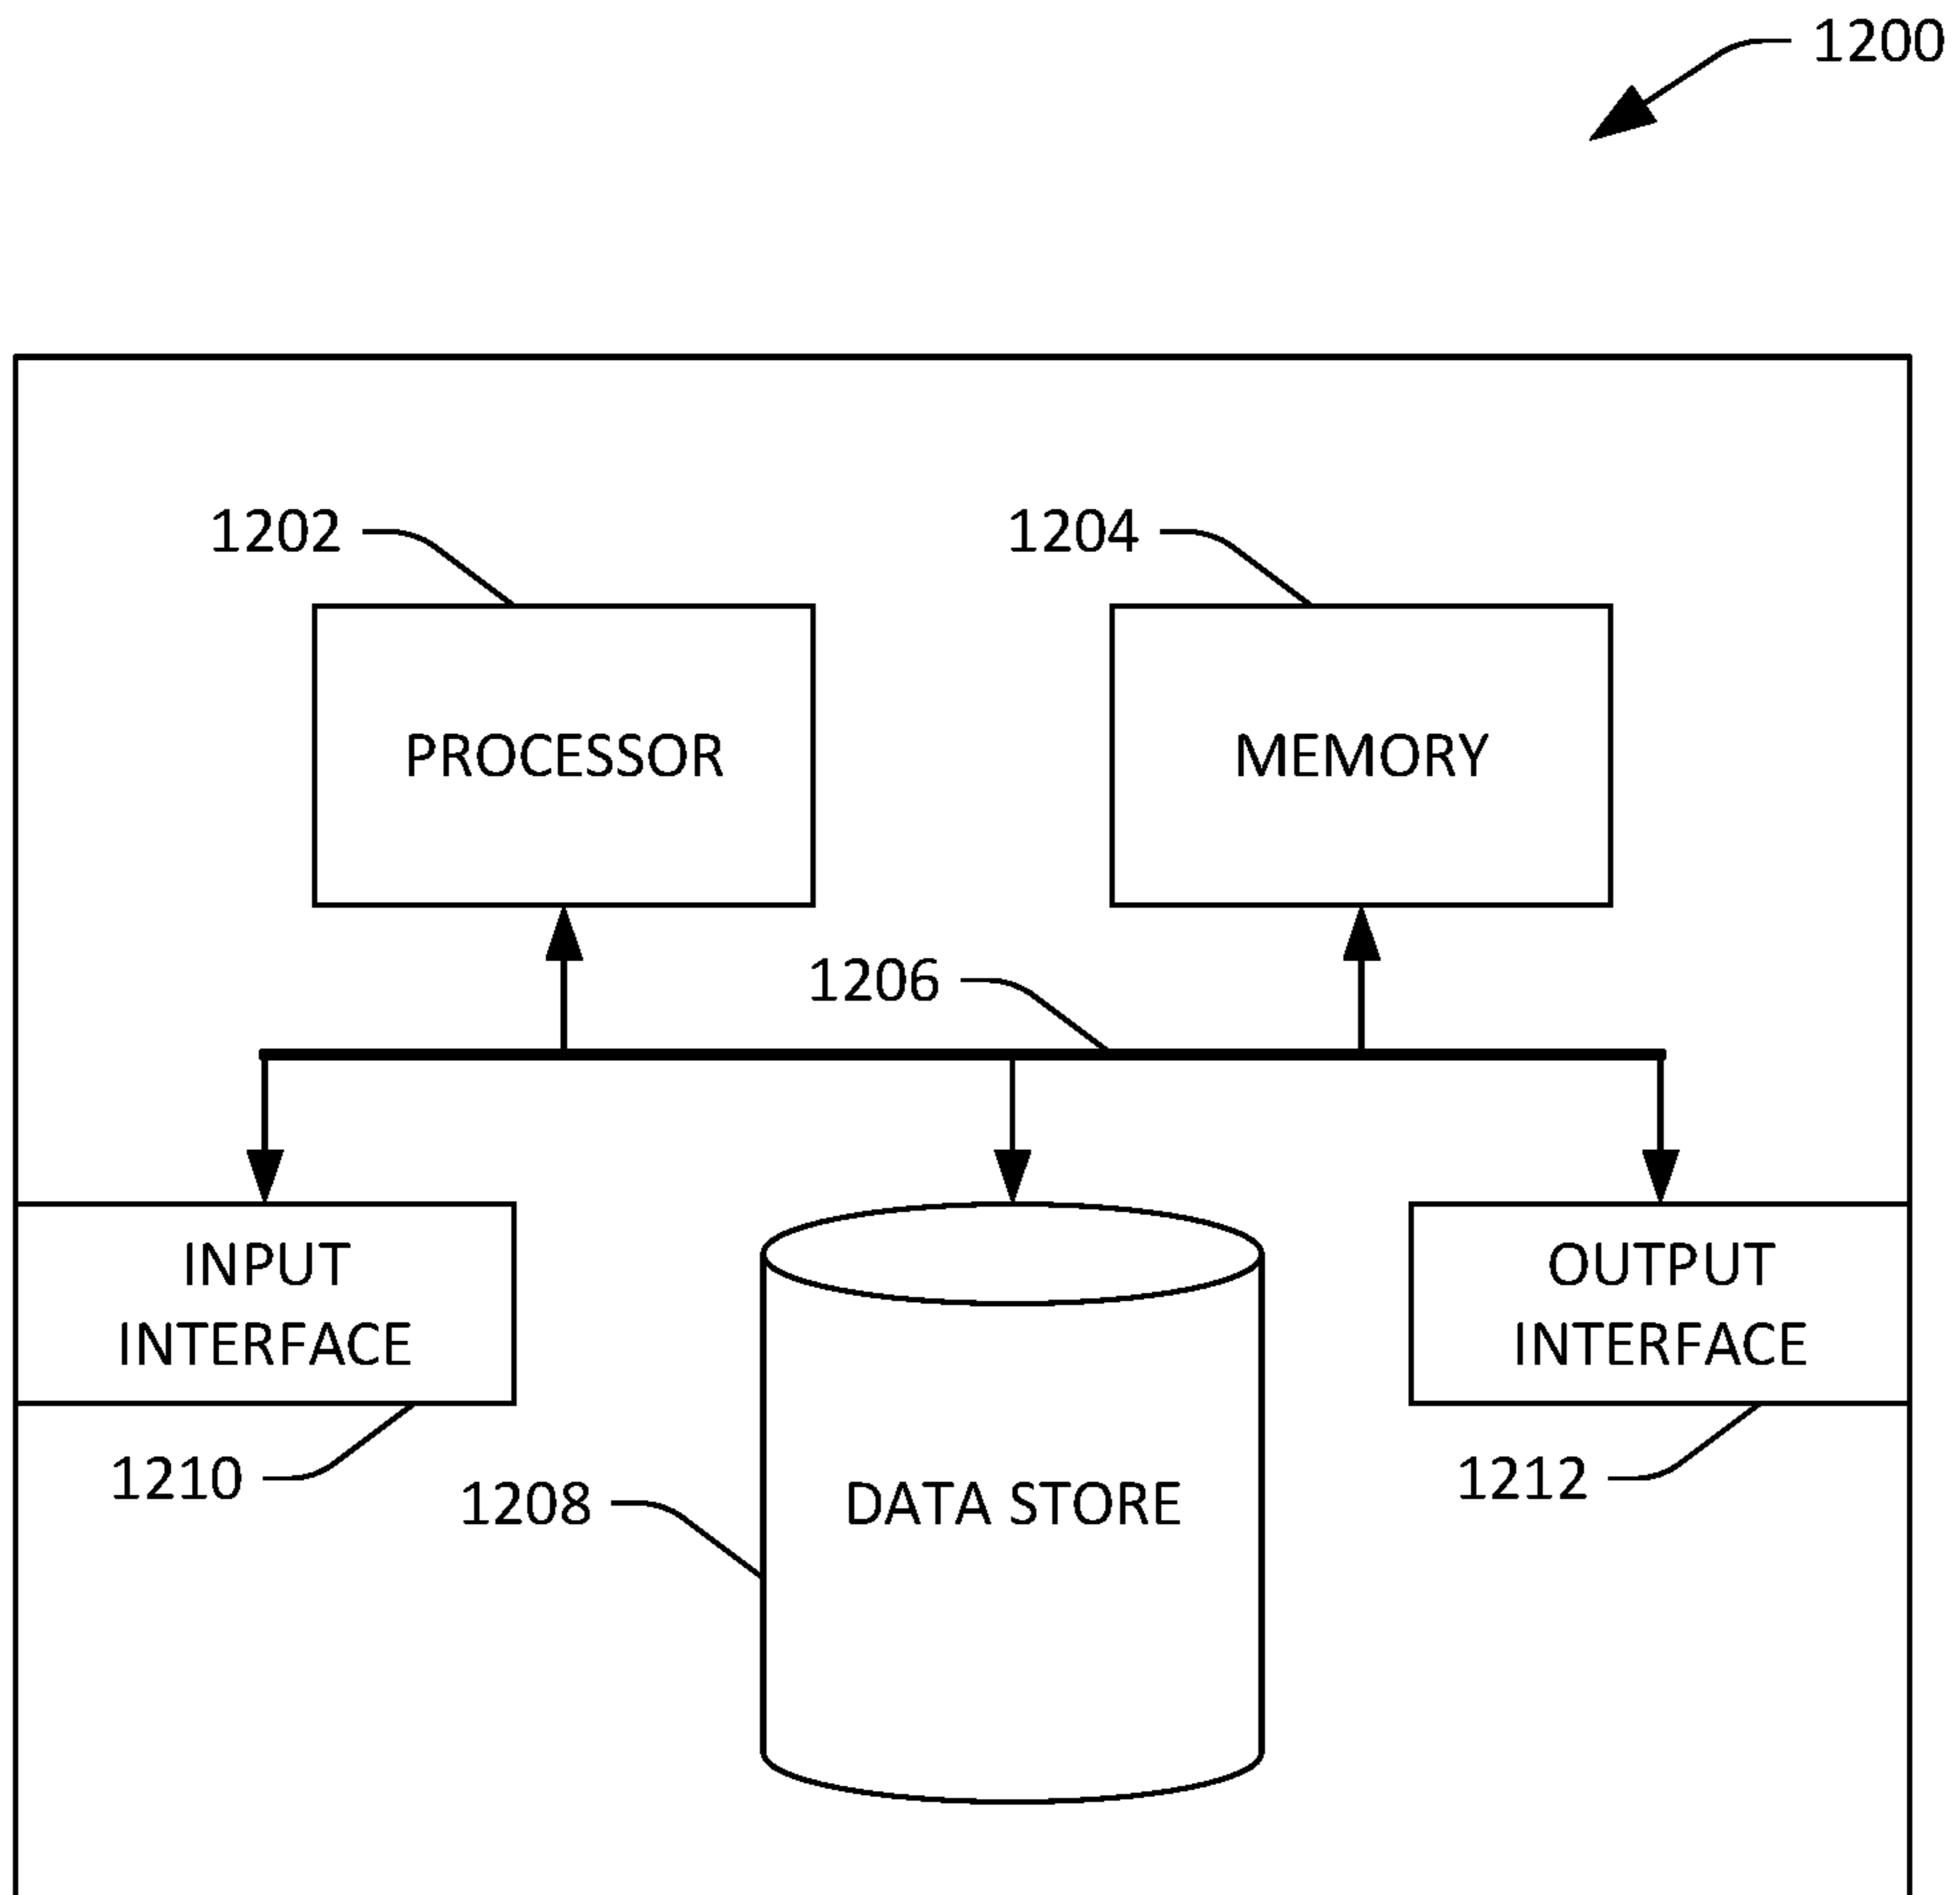 1200
1202
1204
PROCESSOR
MEMORY
1206
INPUT
INTERFACE
OUTPUT
INTERFACE
1210
1208
DATA STORE
1212